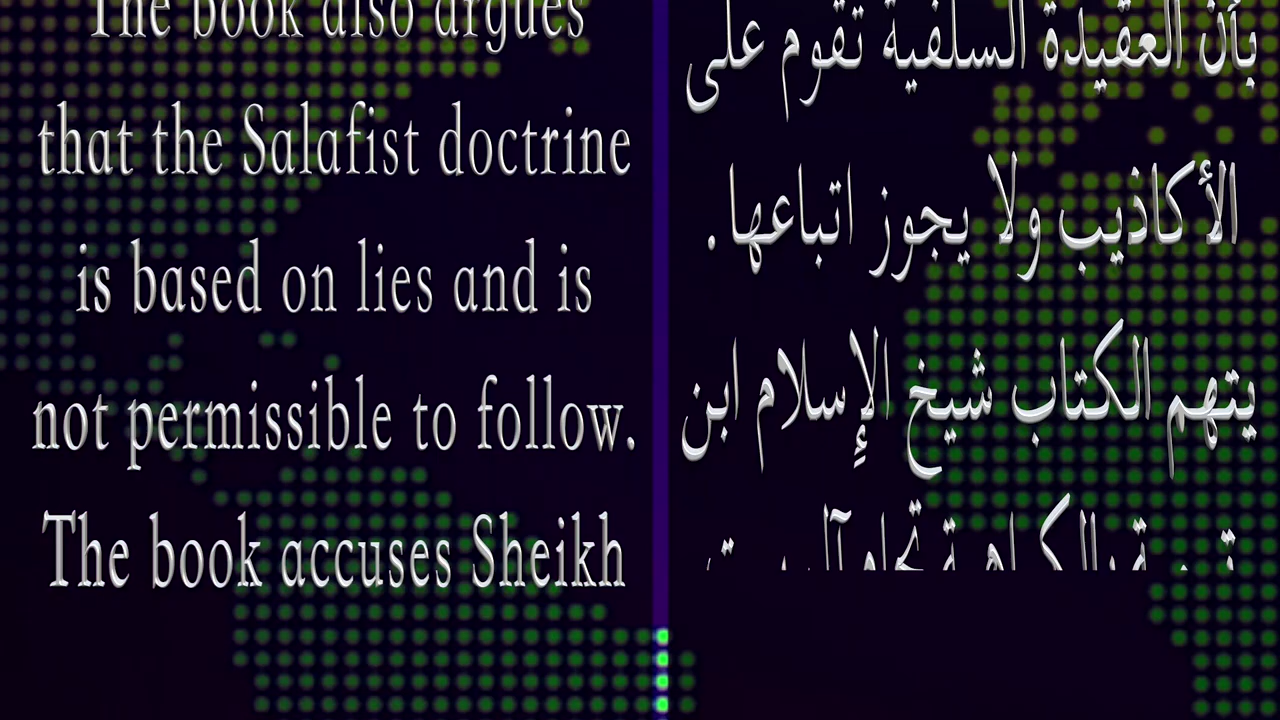 The book also argues
that the Salafist doctrine
is based on lies and is
not permissible to follow.
The book accuses Sheikh
بأن العقيدة السلفية تقوم على
الأكاذيب ولا يجوز اتباعها.
يتهم الكتاب شيخ الإسلام ابن